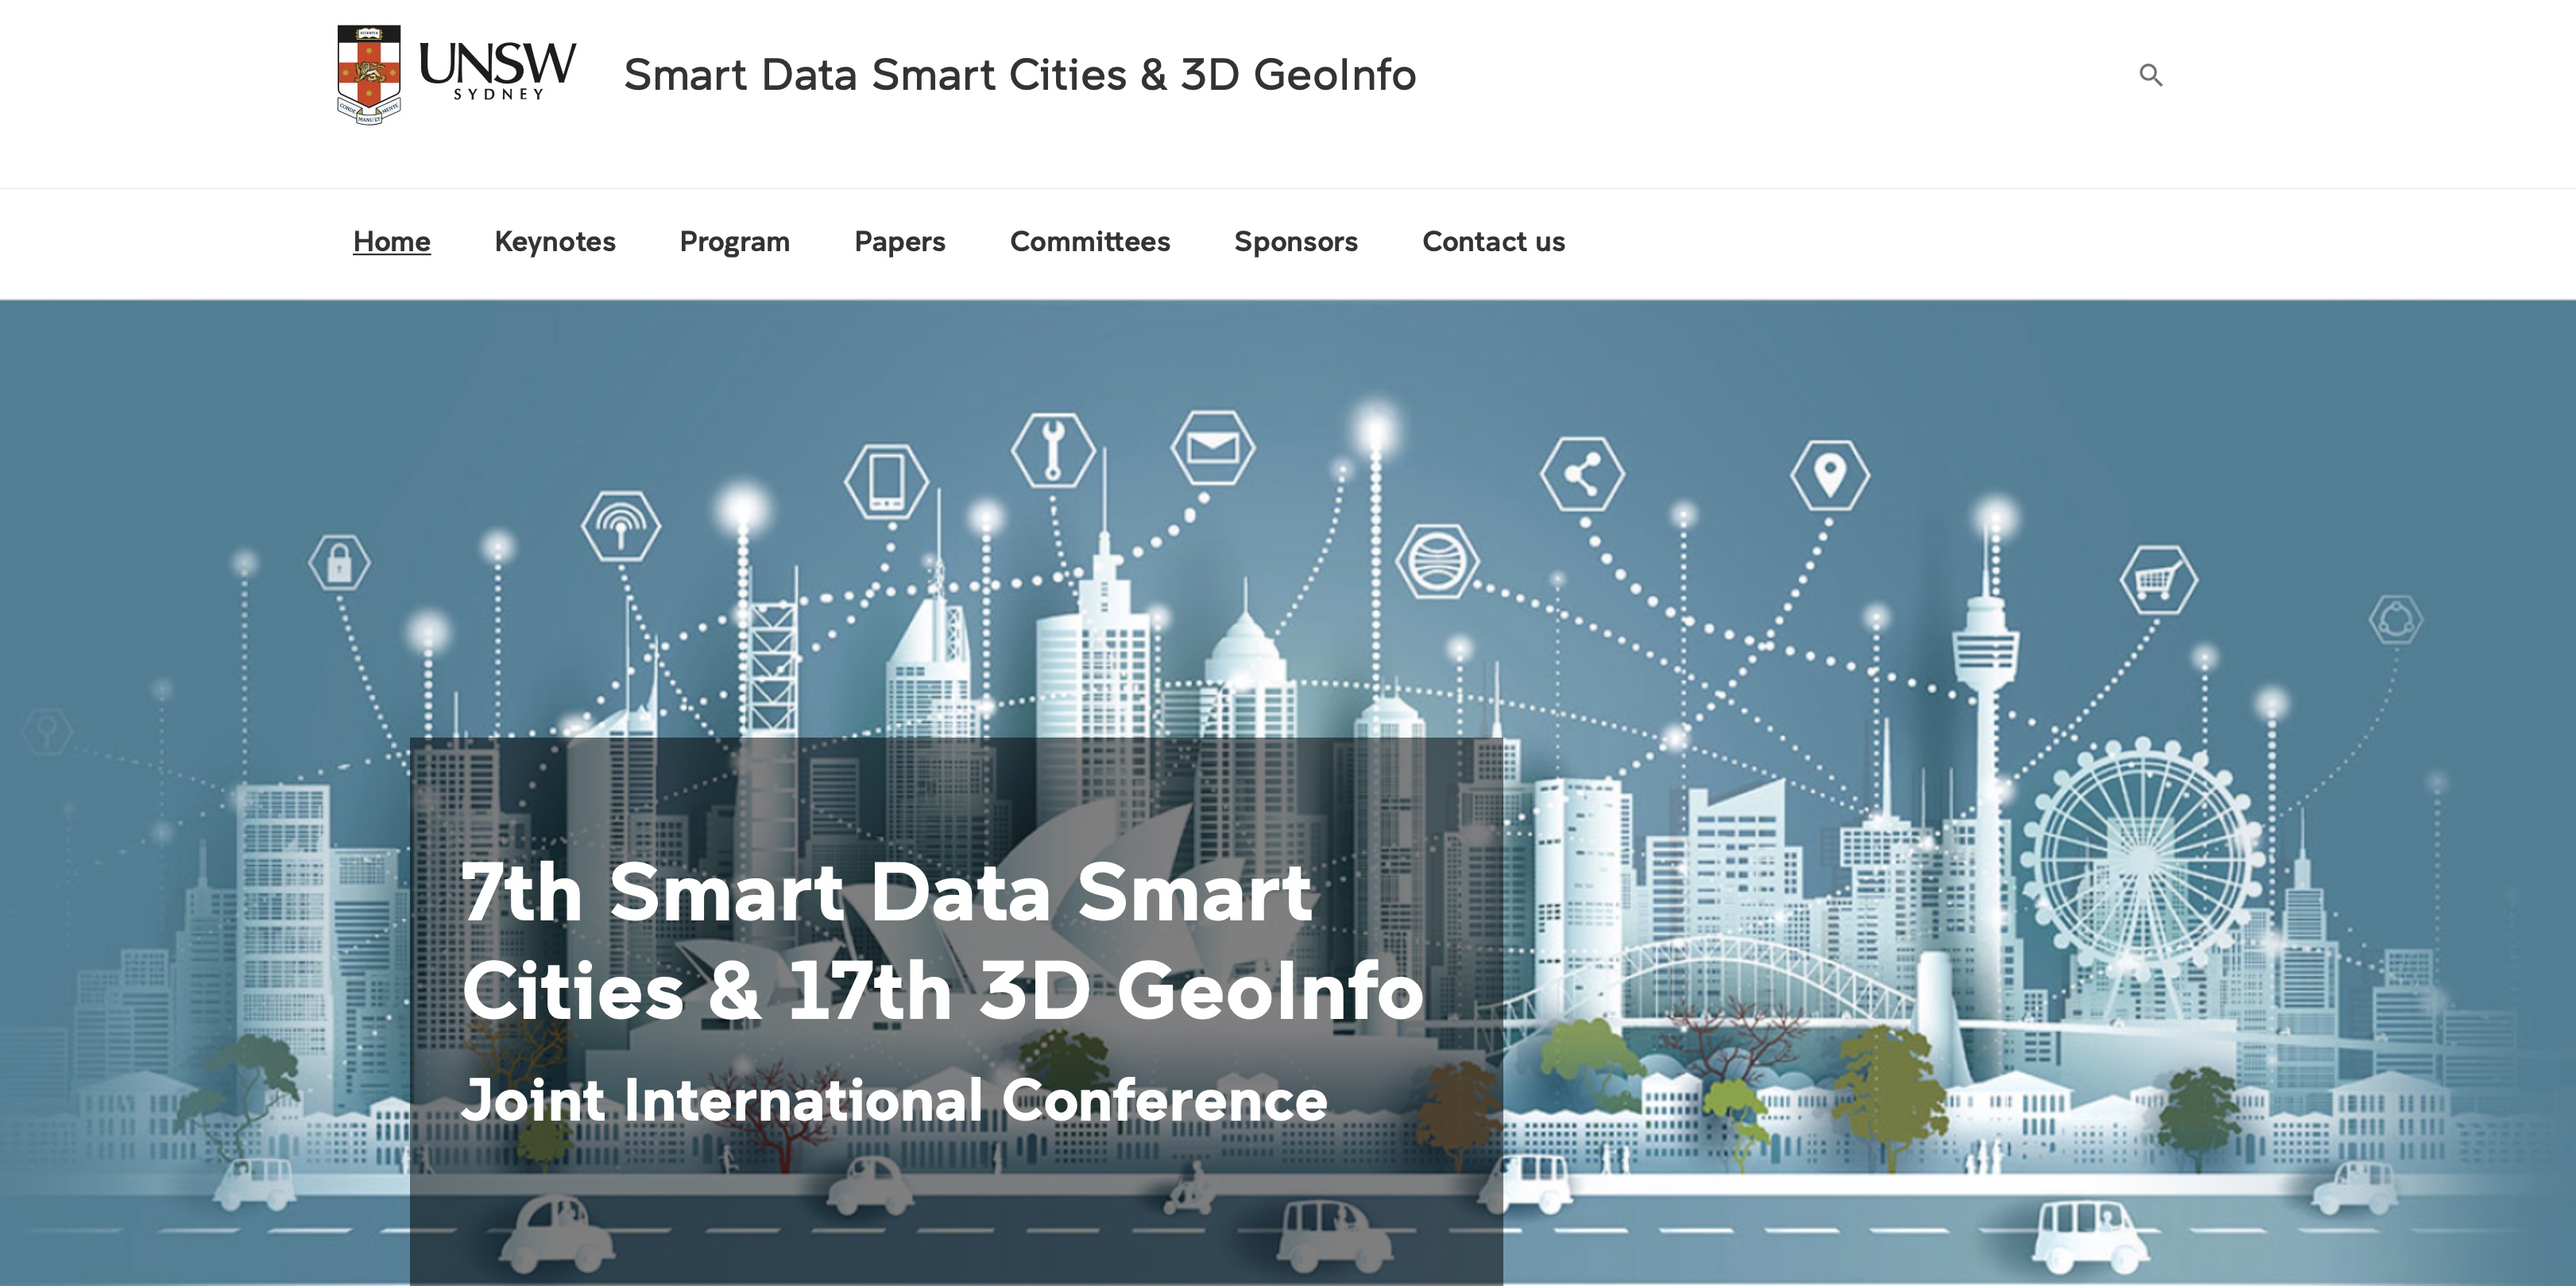 UNSW
SYDNEY
Smart Data Smart Cities & 3D GeoInfo
Home
Keynotes
Program
Papers
Committees
Sponsors
Contact us
7th Smart Data Smart
Cities & 17th 3D GeoInfo
Joint International Conference